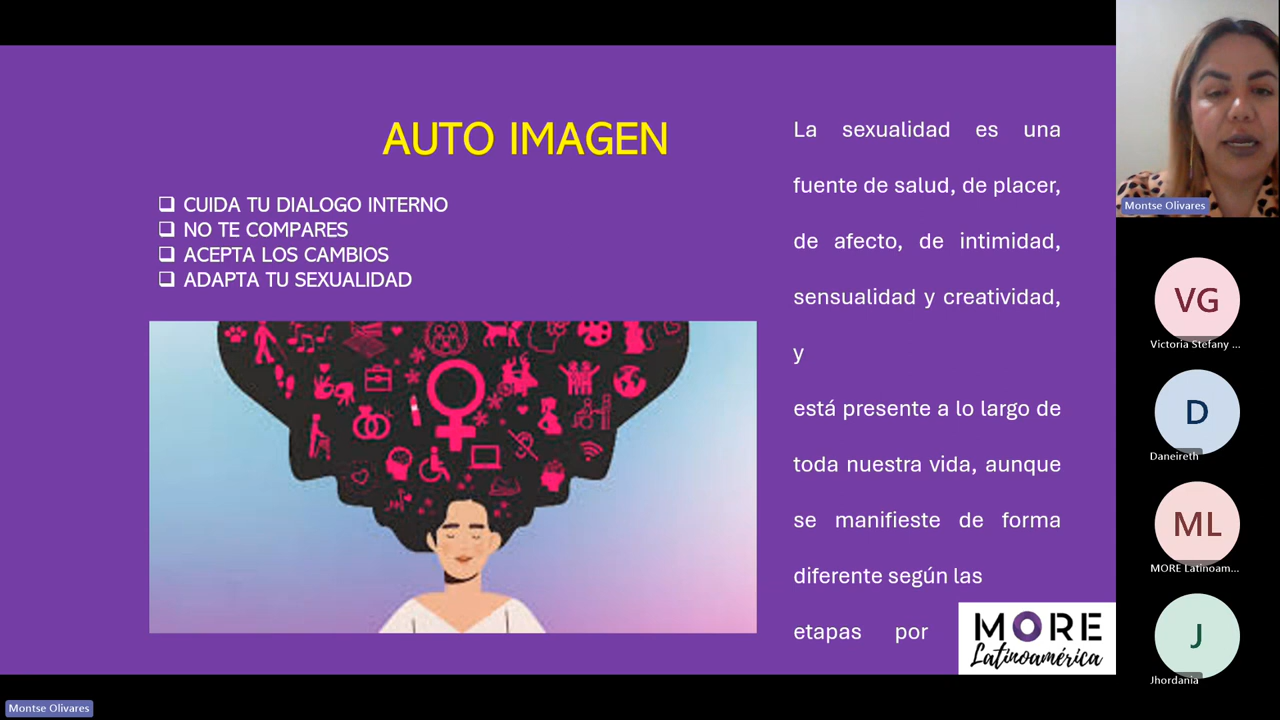 AUTO IMAGEN
❑ CUIDA TU DIALOGO INTERNO
❑ NO TE COMPARES
❑ ACEPTA LOS CAMBIOS
❑ ADAPTA TU SEXUALIDAD
La sexualidad es una
fuente de salud, de placer,
de afecto, de intimidad,
sensualidad y creatividad,
y
está presente a lo largo de
toda nuestra vida, aunque
se manifieste de forma
diferente según las
etapas por
MORE
Latinoamérica
Montse Olivares
VG
Victoria Stefany ...
D
Daneireth
ML
MORE Latinoam...
J
Jhordania
Montse Olivares